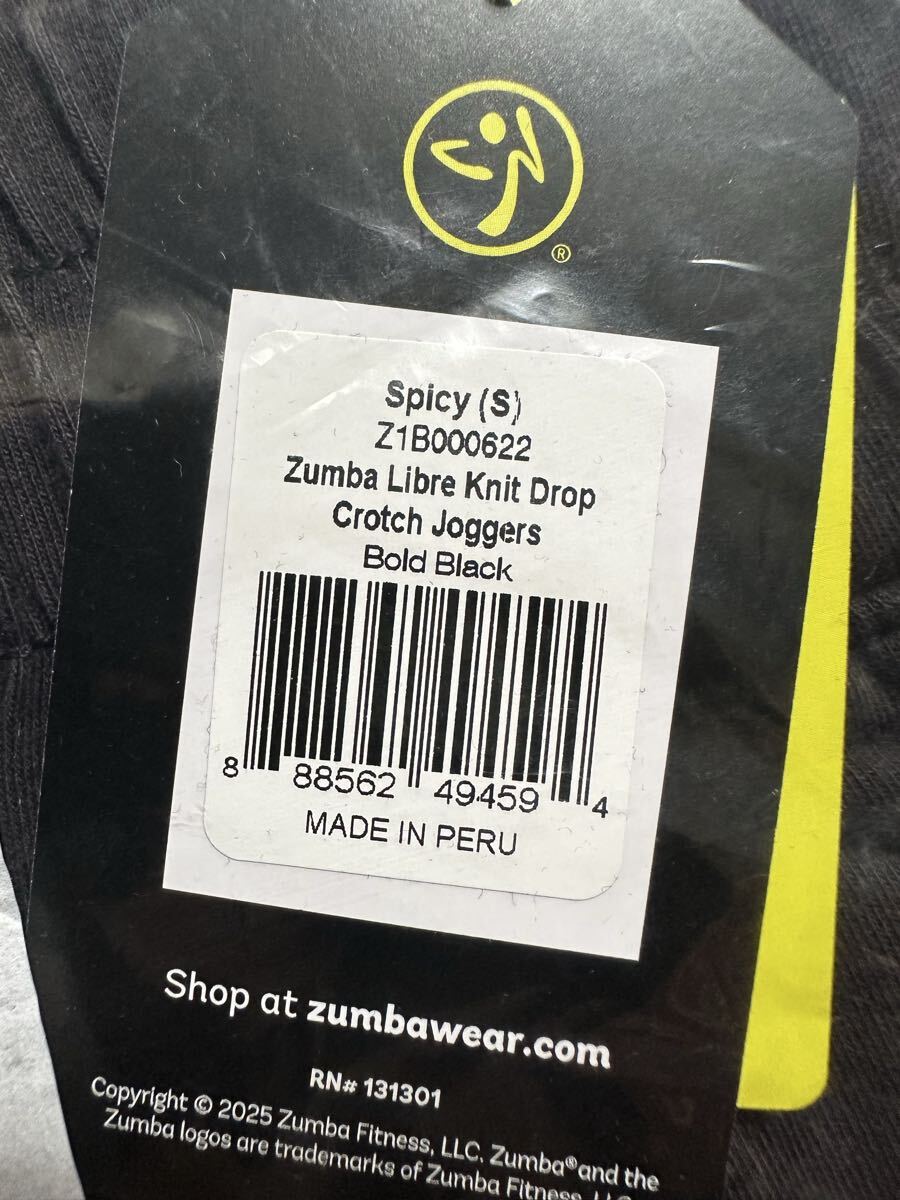 ®
Spicy (S)
Z1B000622
Zumba Libre Knit Drop
Crotch Joggers
Bold Black
8 88562 49459 4
MADE IN PERU
Shop at zumbawear.com
RN# 131301
Copyright © 2025 Zumba Fitness, LLC. Zumba® and the
Zumba logos are trademarks of Zumba Fitness, LLC